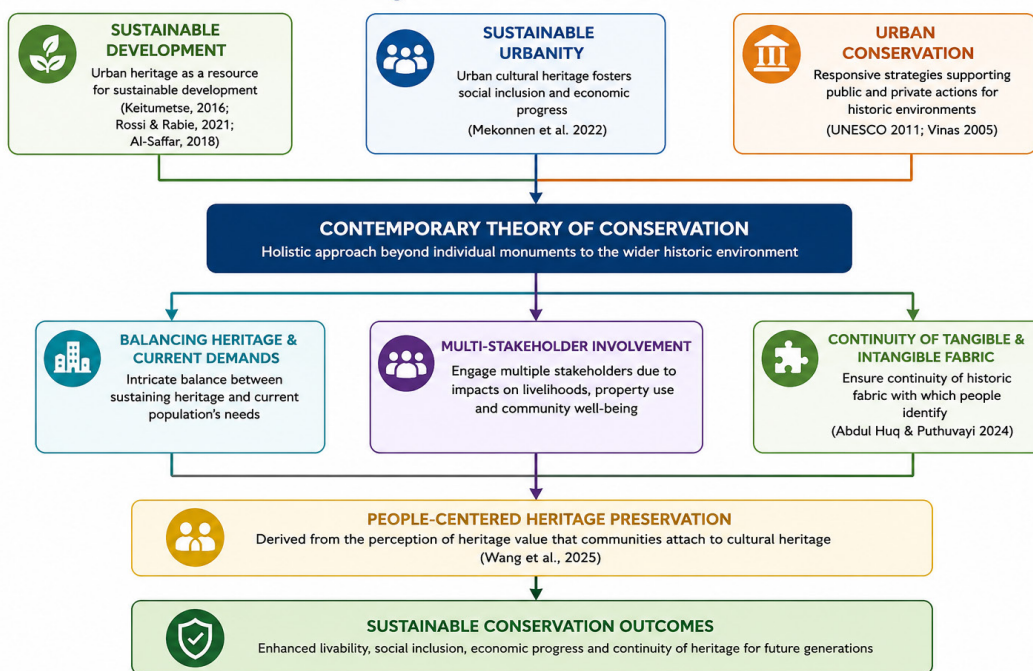 SUSTAINABLE
DEVELOPMENT
Urban heritage as a resource
for sustainable development
(Keitumetse, 2016;
Rossi & Rabie, 2021;
Al-Saffar, 2018)
SUSTAINABLE
URBANITY
Urban cultural heritage fosters
social inclusion and economic
progress
(Mekonnen et al. 2022)
URBAN
CONSERVATION
Responsive strategies supporting
public and private actions for
historic environments
(UNESCO 2011; Vinas 2005)
CONTEMPORARY THEORY OF CONSERVATION
Holistic approach beyond individual monuments to the wider historic environment
BALANCING HERITAGE &
CURRENT DEMANDS
Intricate balance between
sustaining heritage and current
population's needs
MULTI-STAKEHOLDER INVOLVEMENT
Engage multiple stakeholders due to
impacts on livelihoods, property use
and community well-being
CONTINUITY OF TANGIBLE &
INTANGIBLE FABRIC
Ensure continuity of historic
fabric with which people
identify
(Abdul Huq & Puthuvayi 2024)
PEOPLE-CENTERED HERITAGE PRESERVATION
Derived from the perception of heritage value that communities attach to cultural heritage
(Wang et al., 2025)
SUSTAINABLE CONSERVATION OUTCOMES
Enhanced livability, social inclusion, economic progress and continuity of heritage for future generations